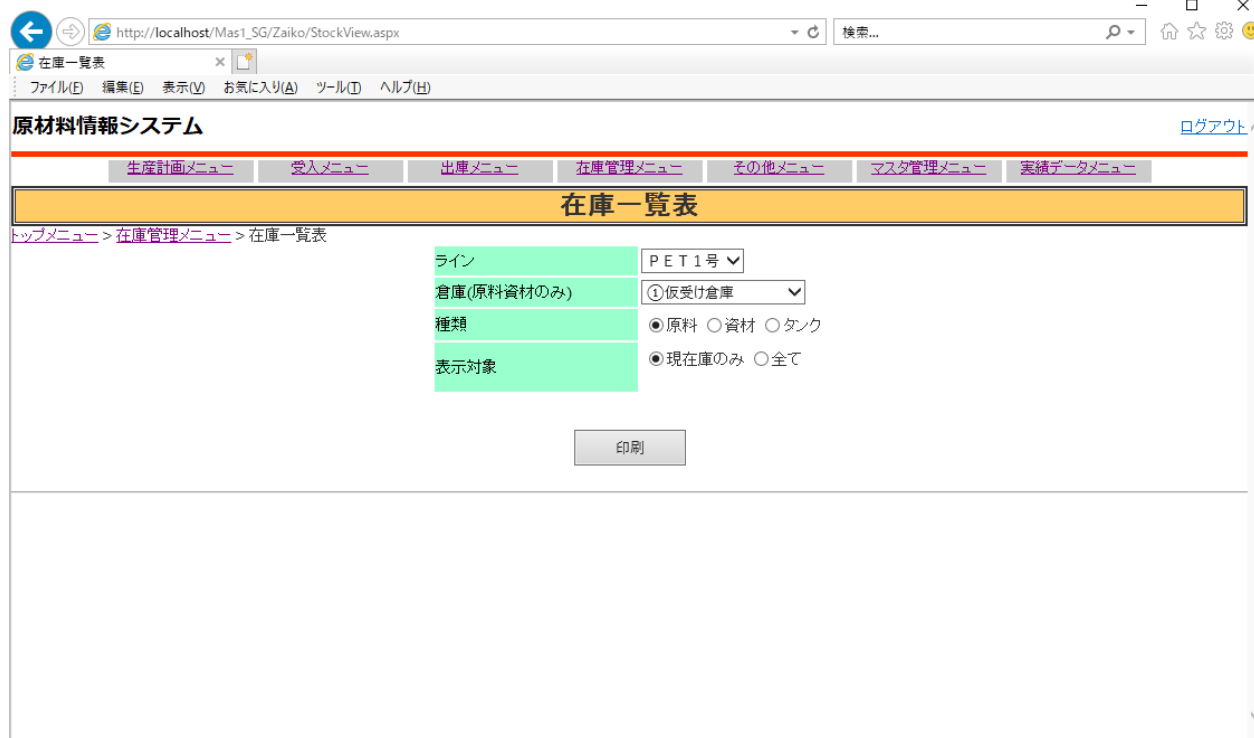 http://localhost/Mas1_SG/Zaiko/StockView.aspx 検索...
在庫一覧表
ファイル(F) 編集(E) 表示(V) お気に入り(A) ツール(T) ヘルプ(H)
原材料情報システム ログアウト
生産計画メニュー 受入メニュー 出庫メニュー 在庫管理メニュー その他メニュー マスタ管理メニュー 実績データメニュー
在庫一覧表
トップメニュー > 在庫管理メニュー > 在庫一覧表
ライン ＰＥＴ１号
倉庫(原料資材のみ) ①仮受け倉庫
種類 原料 資材 タンク
表示対象 現在庫のみ 全て
印刷